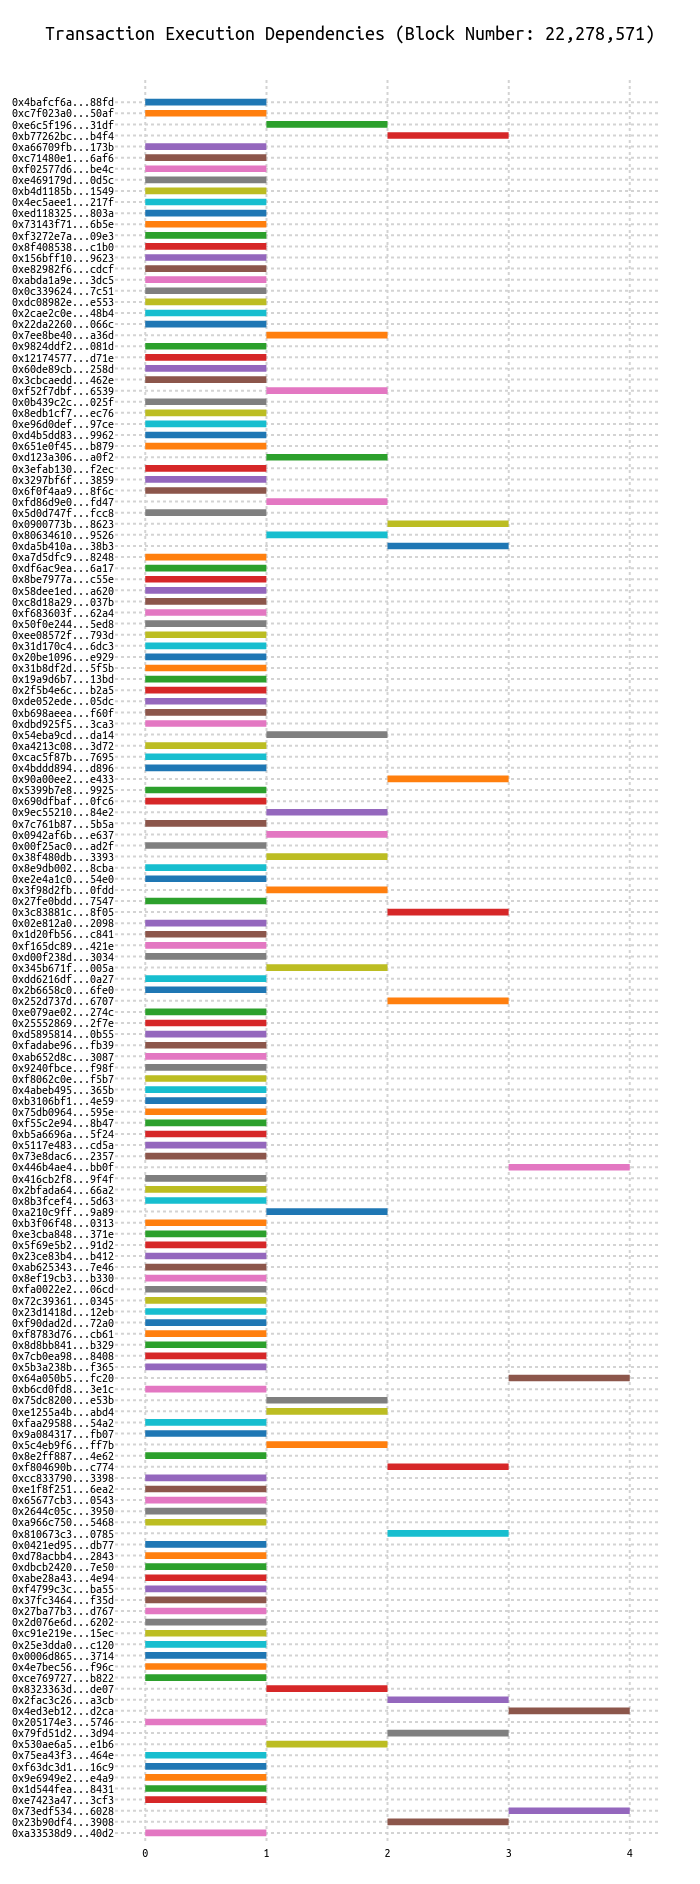 Transaction Execution Dependencies (Block Number: 22,278,571)
0x4bafcf6a...88fd
0xc7f023a0...50af
0xe6c5f196...31df
0xb77262bc...b4f4
0xa66709fb...173b
0xc71480e1...6af6
0xf02577d6...be4c
0xe469179d...0d5c
0xb4d1185b...1549
0x4ec5aee1...217f
0xed118325...803a
0x73143f71...6b5e
0xf3272e7a...09e3
0x8f408538...c1b0
0x156bff10...9623
0xe82982f6...cdcf
0xabda1a9e...3dc5
0x0c339624...7c51
0xdc08982e...e553
0x2cae2c0e...48b4
0x22da2260...066c
0x7ee8be40...a36d
0x9824ddf2...081d
0x12174577...d71e
0x60de89cb...258d
0x3cbcaedd...462e
0xf52f7dbf...6539
0x0b439c2c...025f
0x8edb1cf7...ec76
0xe96d0def...97ce
0xd4b5dd83...9962
0x651e0f45...b879
0xd123a306...a0f2
0x3efab130...f2ec
0x3297bf6f...3859
0x6f0f4aa9...8f6c
0xfd86d9e0...fd47
0x5d0d747f...fcc8
0x0900773b...8623
0x80634610...9526
0xda5b410a...38b3
0xa7d5dfc9...8248
0xdf6ac9ea...6a17
0x8be7977a...c55e
0x58dee1ed...a620
0xc8d18a29...037b
0xf683603f...62a4
0x50f0e244...5ed8
0xee08572f...793d
0x31d170c4...6dc3
0x20be1096...e929
0x31b8df2d...5f5b
0x19a9d6b7...13bd
0x2f5b4e6c...b2a5
0xde052ede...05dc
0xb698aeea...f60f
0xdbd925f5...3ca3
0x54eba9cd...da14
0xa4213c08...3d72
0xcac5f87b...7695
0x4bddd894...d896
0x90a00ee2...e433
0x5399b7e8...9925
0x690dfbaf...0fc6
0x9ec55210...84e2
0x7c761b87...5b5a
0x0942af6b...e637
0x00f25ac0...ad2f
0x38f480db...3393
0x8e9db002...8cba
0xe2e4a1c0...54e0
0x3f98d2fb...0fdd
0x27fe0bdd...7547
0x3c83881c...8f05
0x02e812a0...2098
0x1d20fb56...c841
0xf165dc89...421e
0xd00f238d...3034
0x345b671f...005a
0xdd6216df...0a27
0x2b6658c0...6fe0
0x252d737d...6707
0xe079ae02...274c
0x25552869...2f7e
0xd5895814...0b55
0xfadabe96...fb39
0xab652d8c...3087
0x9240fbce...f98f
0xf8062c0e...f5b7
0x4abeb495...365b
0xb3106bf1...4e59
0x75db0964...595e
0xf55c2e94...8b47
0xb5a6696a...5f24
0x5117e483...cd5a
0x73e8dac6...2357
0x446b4ae4...bb0f
0x416cb2f8...9f4f
0x2bfada64...66a2
0x8b3fcef4...5d63
0xa210c9ff...9a89
0xb3f06f48...0313
0xe3cba848...371e
0x5f69e5b2...91d2
0x23ce83b4...b412
0xab625343...7e46
0x8ef19cb3...b330
0xfa0022e2...06cd
0x72c39361...0345
0x23d1418d...12eb
0xf90dad2d...72a0
0xf8783d76...cb61
0x8d8bb841...b329
0x7cb0ea98...8408
0x5b3a238b...f365
0x64a050b5...fc20
0xb6cd0fd8...3e1c
0x75dc8200...e53b
0xe1255a4b...abd4
0xfaa29588...54a2
0x9a084317...fb07
0x5c4eb9f6...ff7b
0x8e2ff887...4e62
0xf804690b...c774
0xcc833790...3398
0xe1f8f251...6ea2
0x65677cb3...0543
0x2644c05c...3950
0xa966c750...5468
0x810673c3...0785
0x0421ed95...db77
0xd78acbb4...2843
0xdbcb2420...7e50
0xabe28a43...4e94
0xf4799c3c...ba55
0x37fc3464...f35d
0x27ba77b3...d767
0x2d076e6d...6202
0xc91e219e...15ec
0x25e3dda0...c120
0x0006d865...3714
0x4e7bec56...f96c
0xce769727...b822
0x8323363d...de07
0x2fac3c26...a3cb
0x4ed3eb12...d2ca
0x205174e3...5746
0x79fd51d2...3d94
0x530ae6a5...e1b6
0x75ea43f3...464e
0xf63dc3d1...16c9
0x9e6949e2...e4a9
0x1d544fea...8431
0xe7423a47...3cf3
0x73edf534...6028
0x23b90df4...3908
0xa33538d9...40d2
0 1 2 3 4